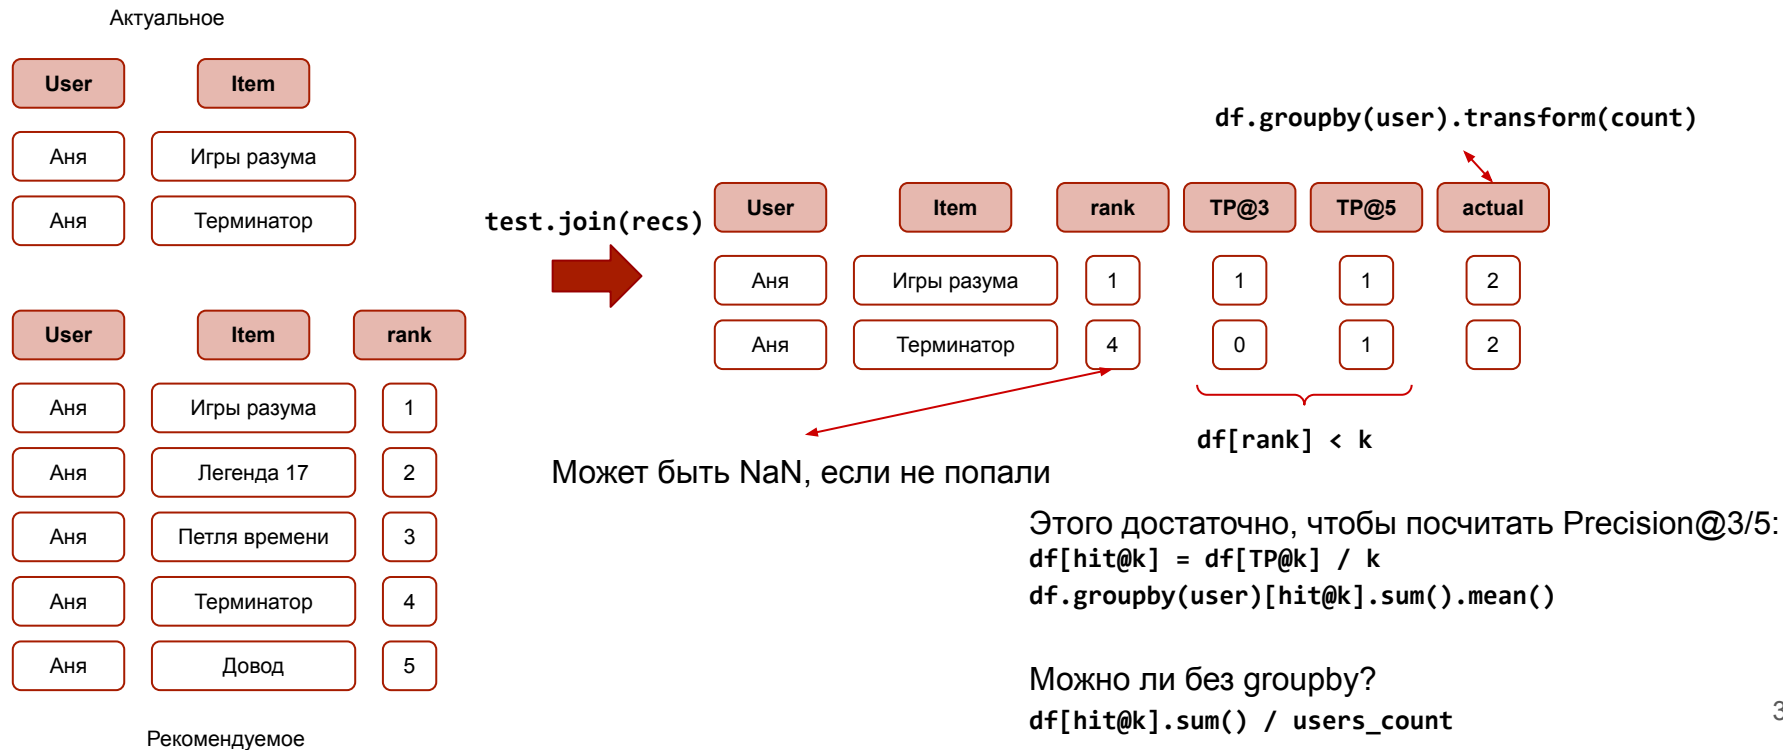 Актуальное
User Item
Аня Игры разума
Аня Терминатор
User Item rank
Аня Игры разума 1
Аня Легенда 17 2
Аня Петля времени 3
Аня Терминатор 4
Аня Довод 5
Рекомендуемое
test.join(recs)
df.groupby(user).transform(count)
User Item rank TP@3 TP@5 actual
Аня Игры разума 1 1 1 2
Аня Терминатор 4 0 1 2
df[rank] < k
Может быть NaN, если не попали
Этого достаточно, чтобы посчитать Precision@3/5:
df[hit@k] = df[TP@k] / k
df.groupby(user)[hit@k].sum().mean()
Можно ли без groupby?
df[hit@k].sum() / users_count